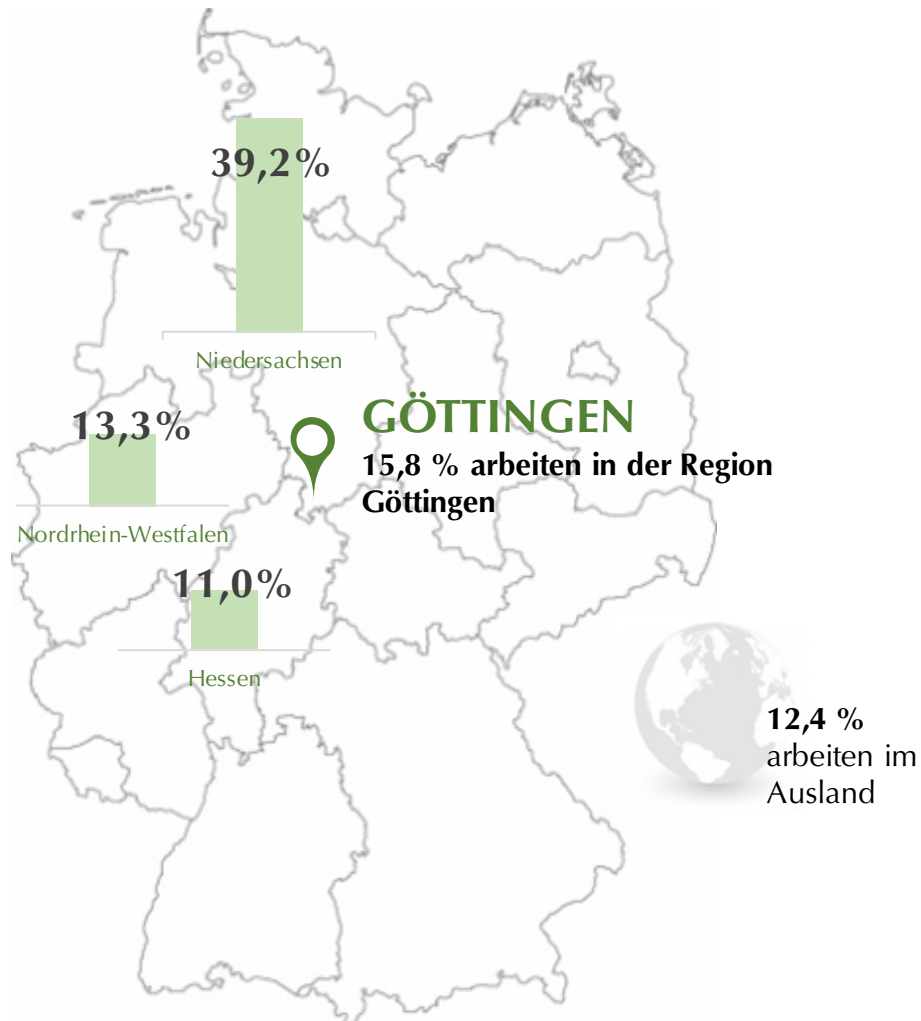 39,2%
Niedersachsen
13,3%
Nordrhein-Westfalen
GÖTTINGEN
15,8 % arbeiten in der Region
Göttingen
11,0%
Hessen
12,4 %
arbeiten im
Ausland